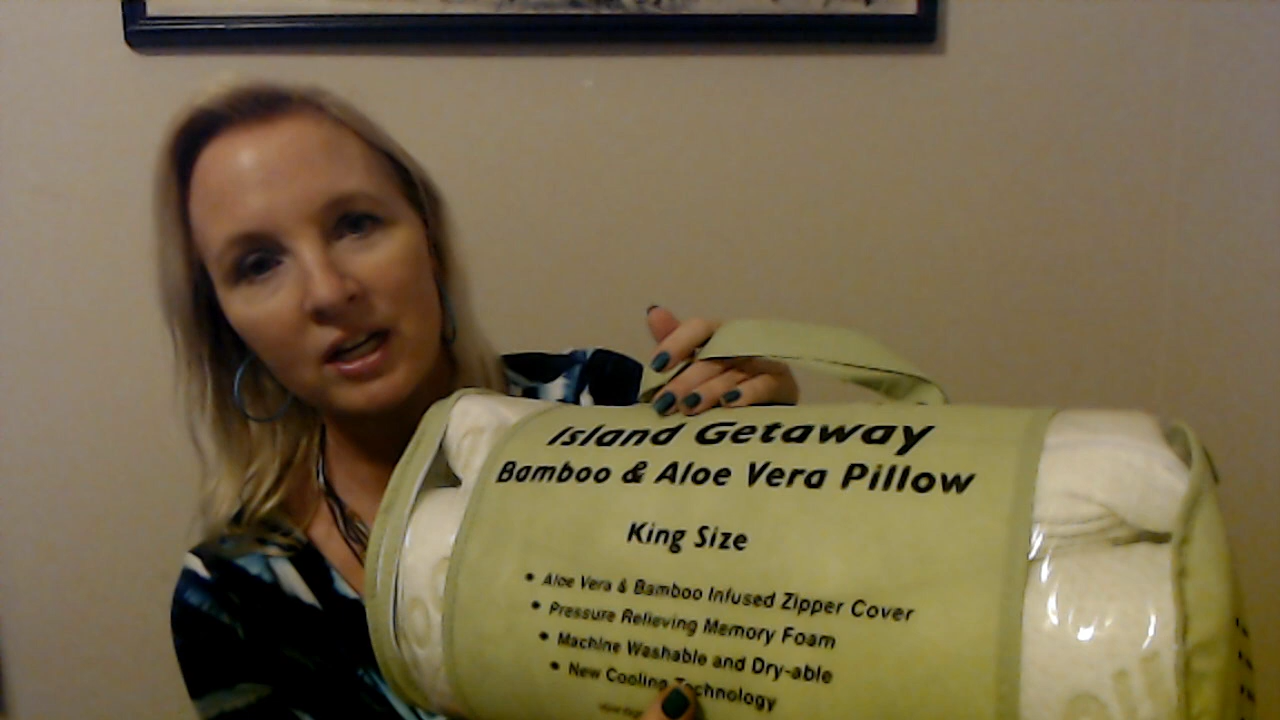 Island Getaway
Bamboo & Aloe Vera Pillow
King Size
• Aloe Vera & Bamboo Infused Zipper Cover
• Pressure Relieving Memory Foam
• Machine Washable and Dry-able
• New Cooling Technology